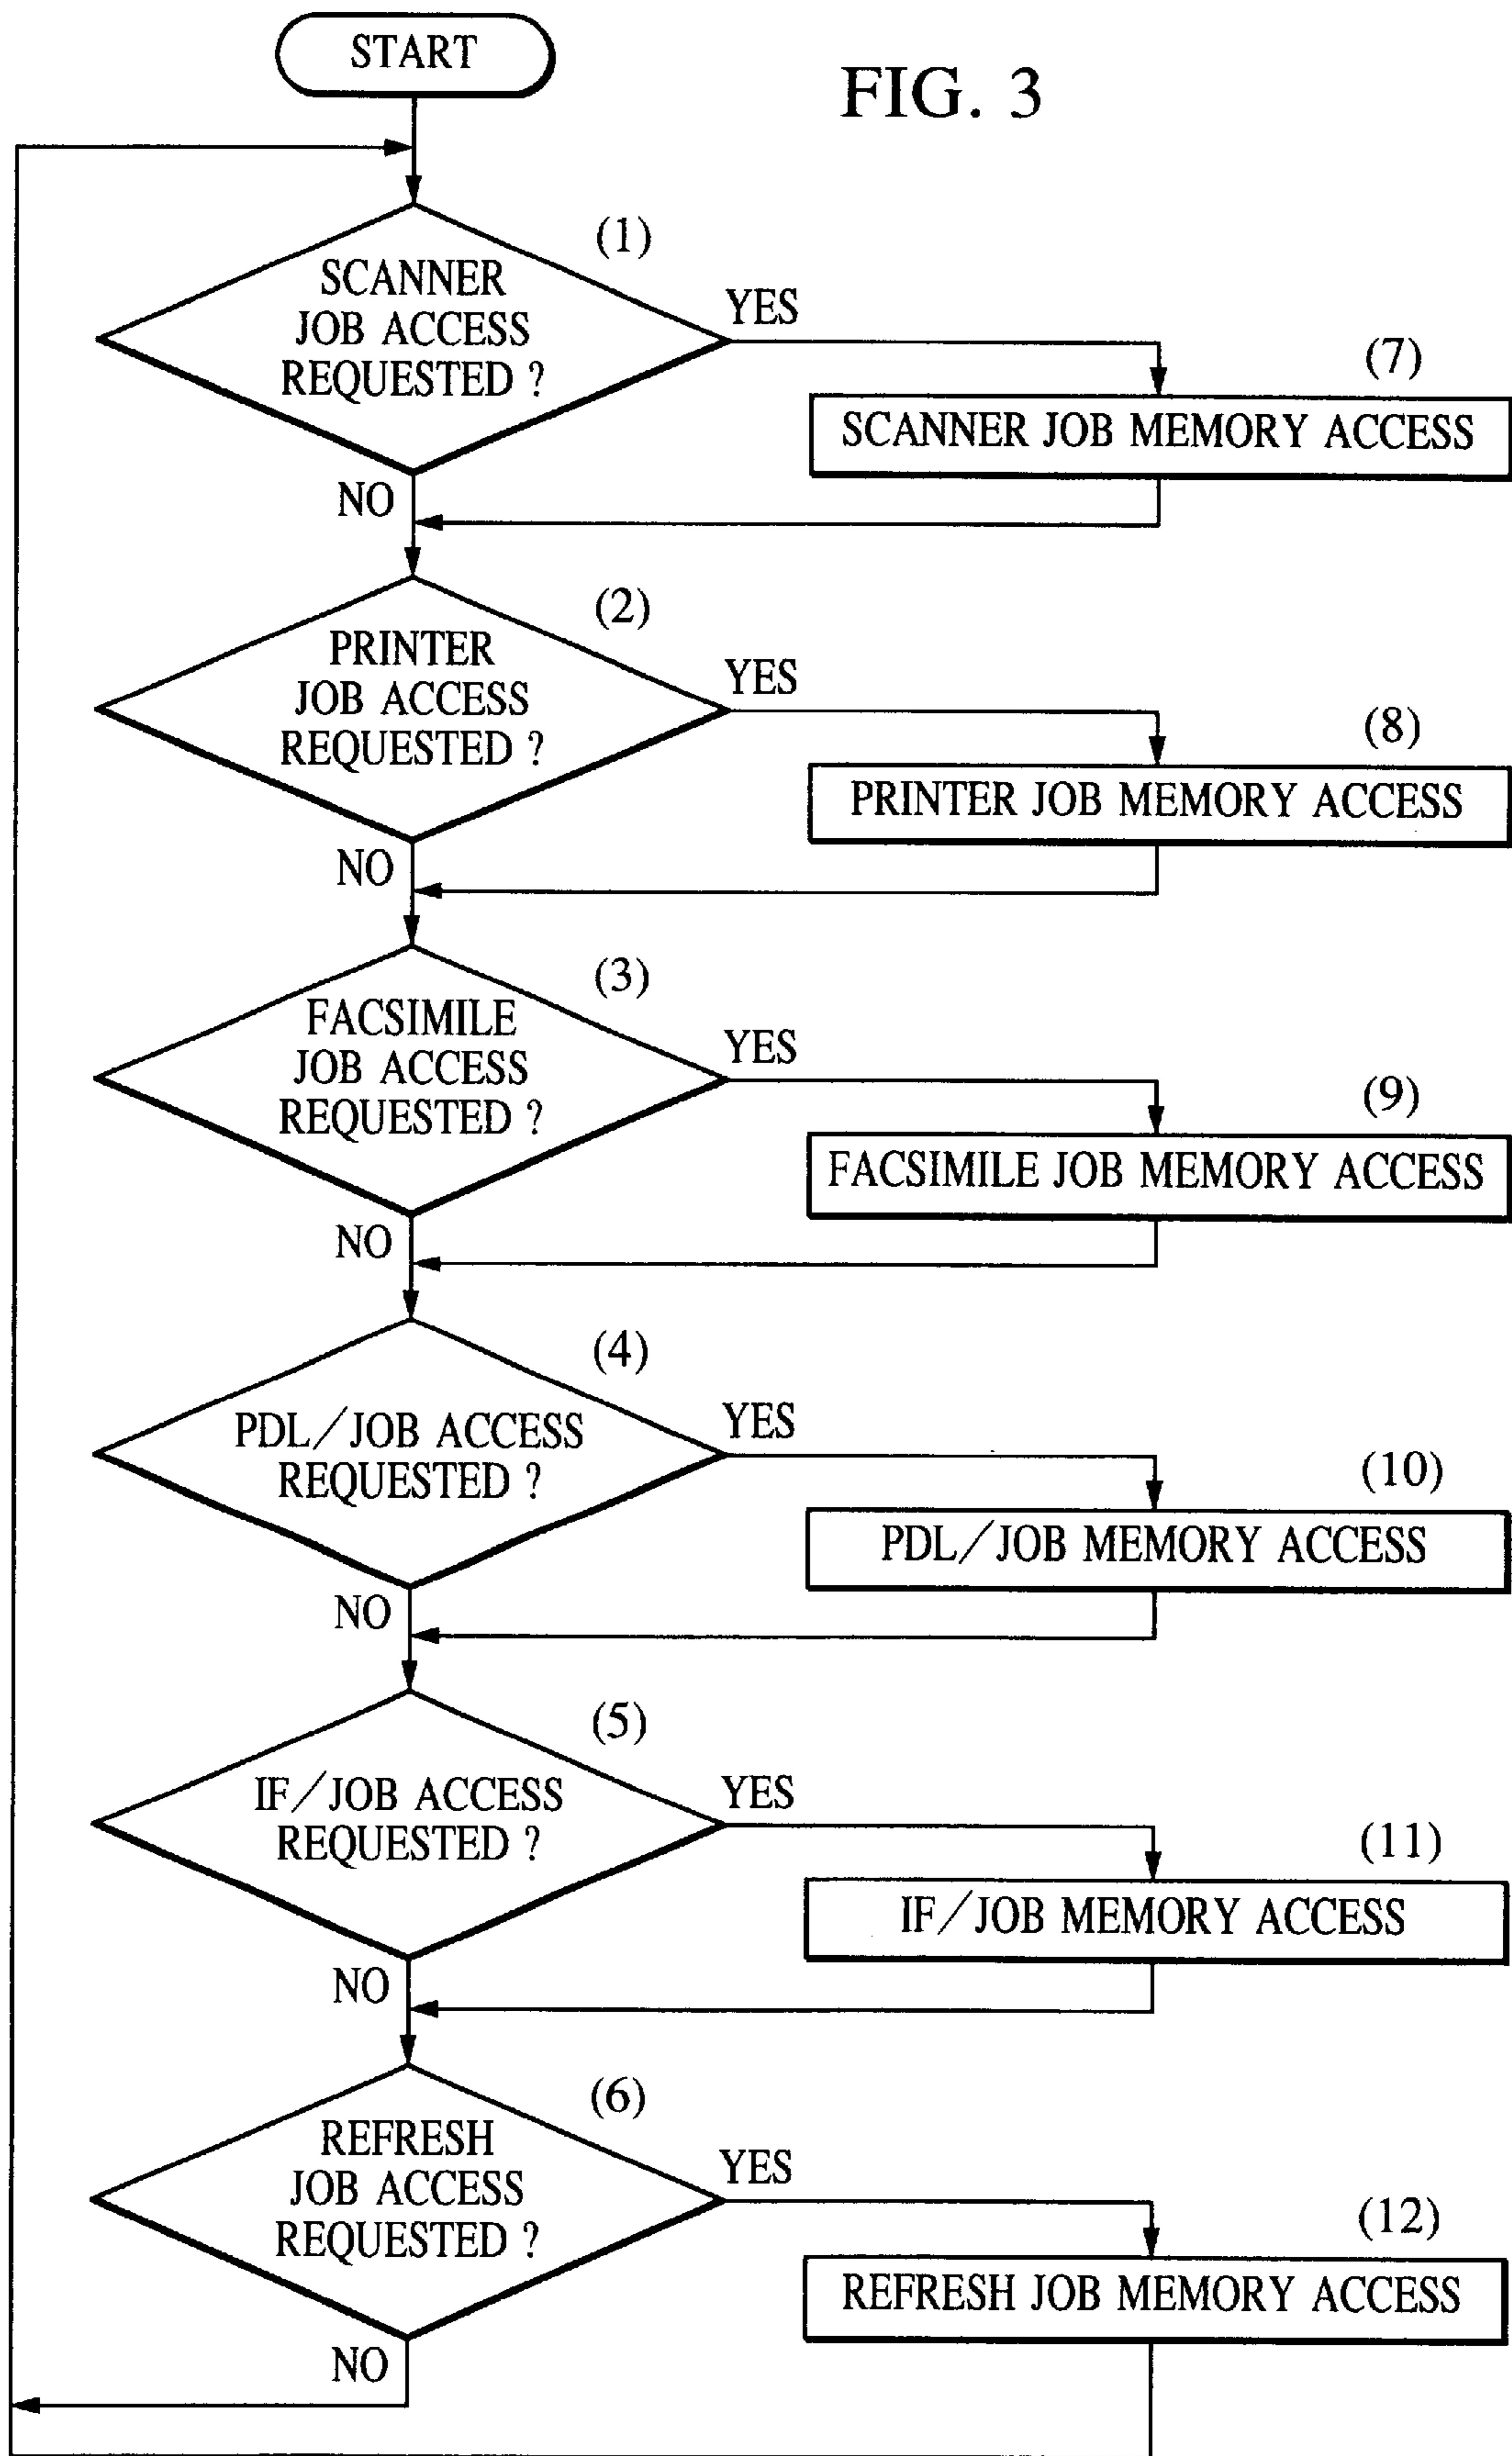 START
FIG. 3
(1)
SCANNER
JOB ACCESS
REQUESTED ?
YES
(7)
SCANNER JOB MEMORY ACCESS
NO
(2)
PRINTER
JOB ACCESS
REQUESTED ?
YES
(8)
PRINTER JOB MEMORY ACCESS
NO
(3)
FACSIMILE
JOB ACCESS
REQUESTED ?
YES
(9)
FACSIMILE JOB MEMORY ACCESS
NO
(4)
PDL/JOB ACCESS
REQUESTED ?
YES
(10)
PDL/JOB MEMORY ACCESS
NO
(5)
IF/JOB ACCESS
REQUESTED ?
YES
(11)
IF/JOB MEMORY ACCESS
NO
(6)
REFRESH
JOB ACCESS
REQUESTED ?
YES
(12)
REFRESH JOB MEMORY ACCESS
NO